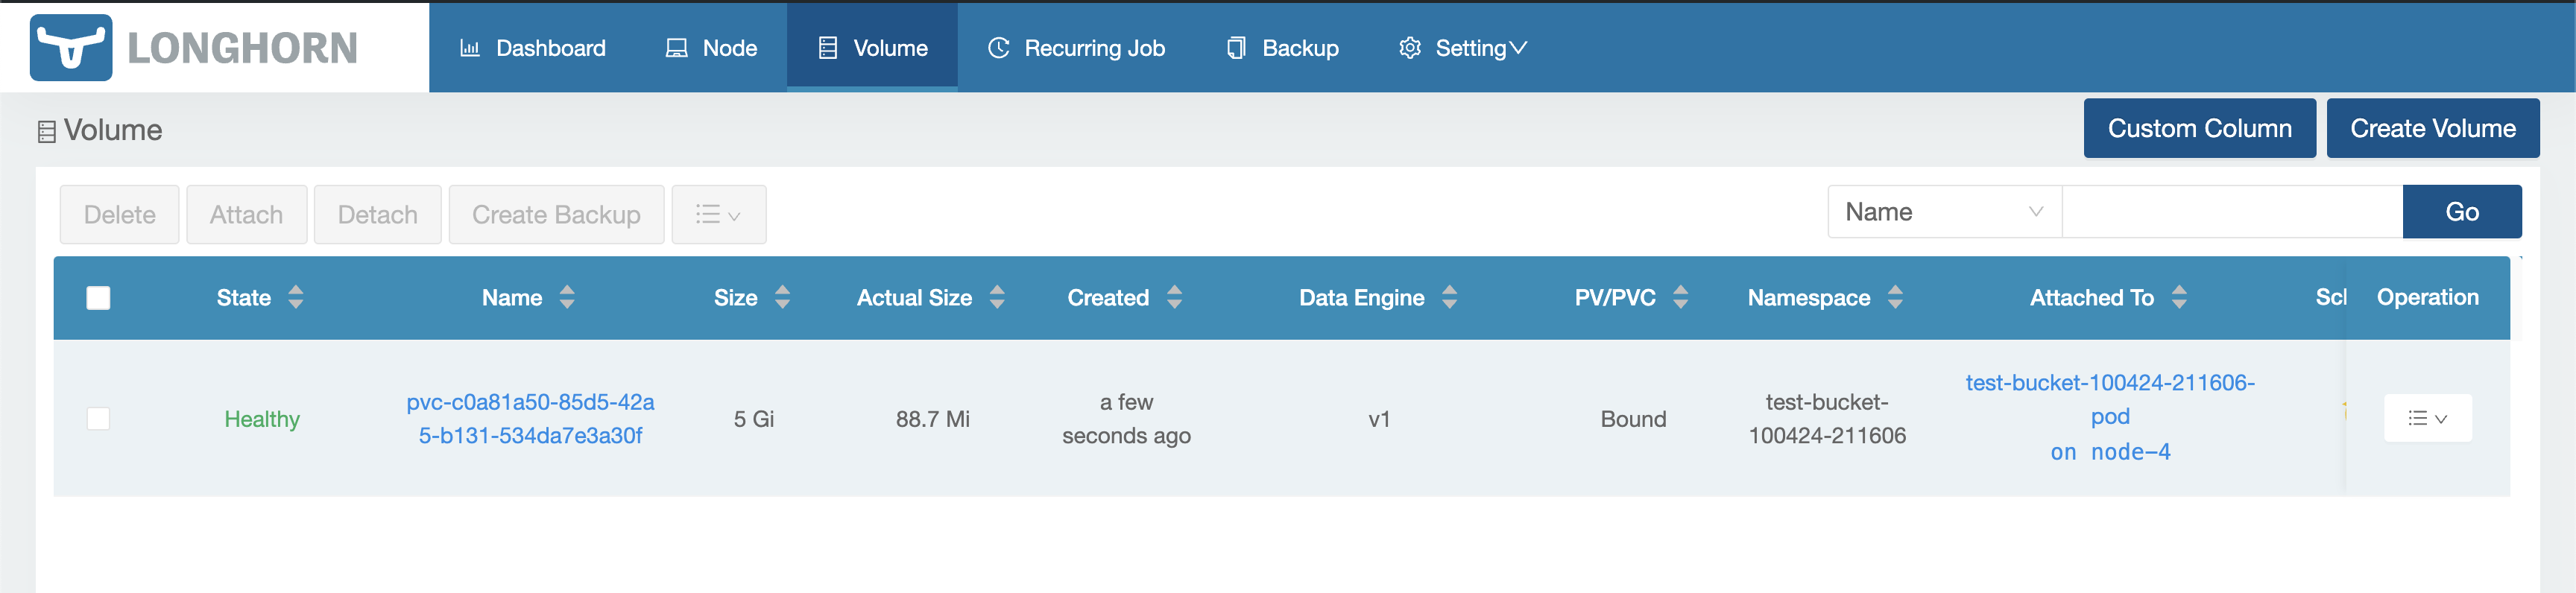 LONGHORN
Dashboard
Node
Volume
Recurring Job
Backup
Setting
Volume
Custom Column
Create Volume
Delete
Attach
Detach
Create Backup
Name
Go
State
Name
Size
Actual Size
Created
Data Engine
PV/PVC
Namespace
Attached To
Operation
Healthy
pvc-c0a81a50-85d5-42a
5-b131-534da7e3a30f
5 Gi
88.7 Mi
a few
seconds ago
v1
Bound
test-bucket-
100424-211606
test-bucket-100424-211606-
pod
on node-4